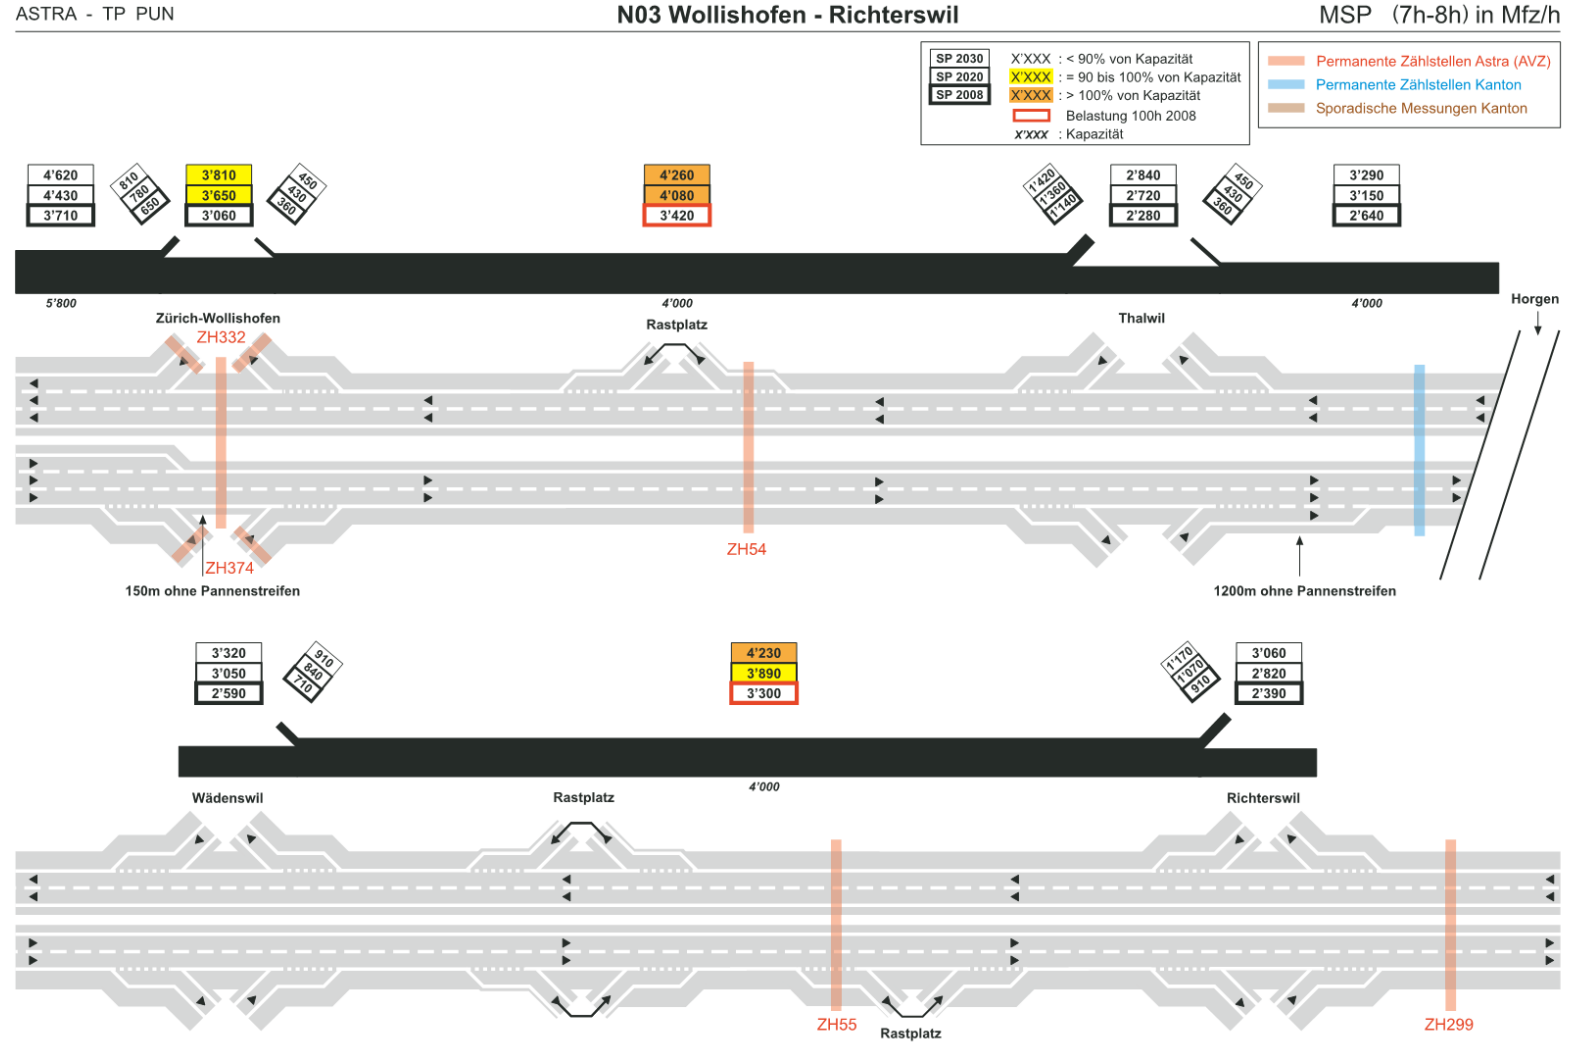 ASTRA - TP PUN
N03 Wollishofen - Richterswil
MSP (7h-8h) in Mfz/h
SP 2030 X'XXX : < 90% von Kapazität
SP 2020 X'XXX : = 90 bis 100% von Kapazität
SP 2008 X'XXX : > 100% von Kapazität
Belastung 100h 2008
X'XXX : Kapazität
Permanente Zählstellen Astra (AVZ)
Permanente Zählstellen Kanton
Sporadische Messungen Kanton
4'620
4'430
3'710
810
780
650
3'810
3'650
3'060
450
430
360
4'260
4'080
3'420
1'420
1'360
1'140
2'840
2'720
2'280
450
430
360
3'290
3'150
2'640
5'800
4'000
4'000
Horgen
Zürich-Wollishofen
Rastplatz
Thalwil
ZH332
ZH54
ZH374
150m ohne Pannenstreifen
1200m ohne Pannenstreifen
3'320
3'050
2'590
910
840
710
4'230
3'890
3'300
1'170
1'070
910
3'060
2'820
2'390
4'000
Wädenswil
Rastplatz
Richterswil
ZH55
Rastplatz
ZH299